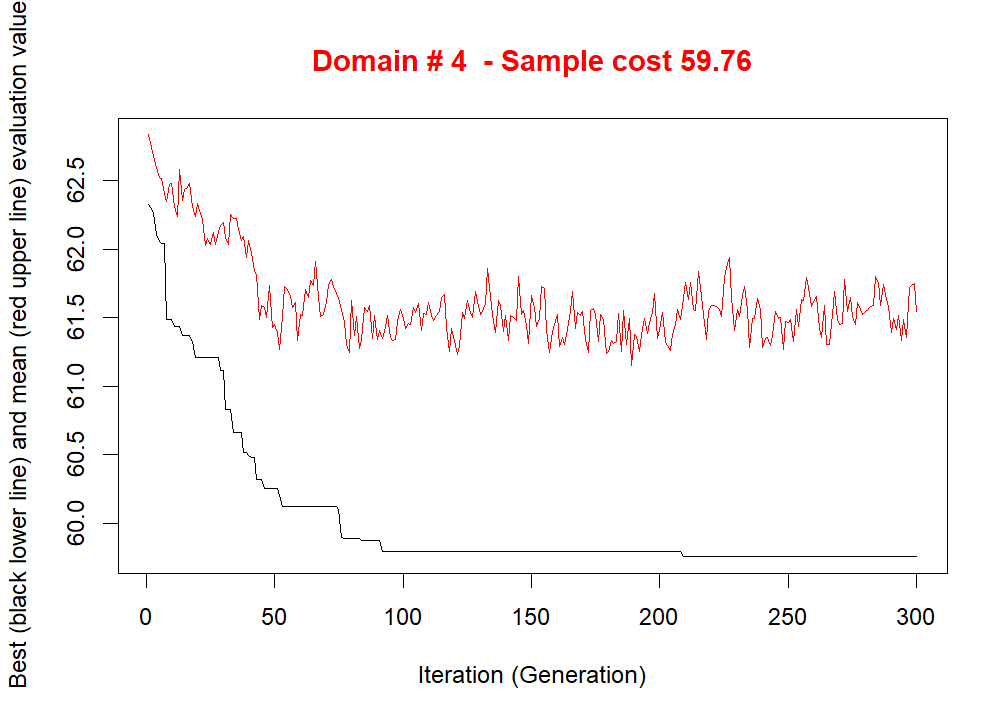 Domain # 4  - Sample cost 59.76
Best (black lower line) and mean (red upper line) evaluation value
62.5
62.0
61.5
61.0
60.5
60.0
0 50 100 150 200 250 300
Iteration (Generation)